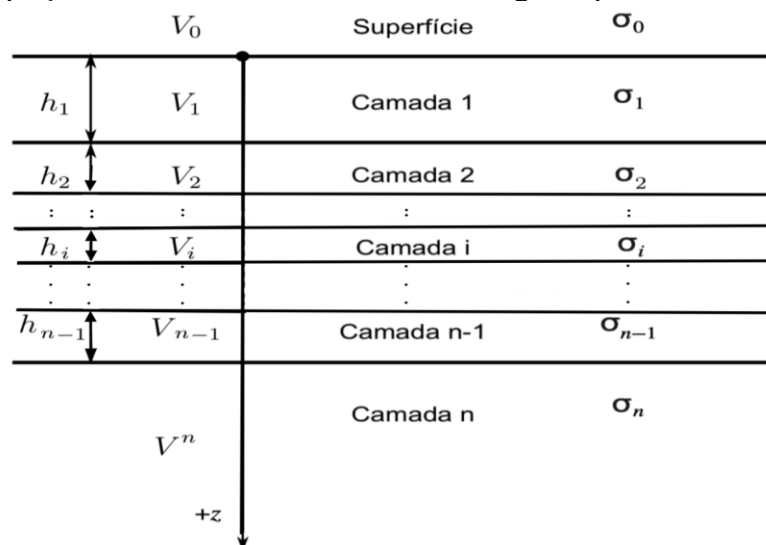 V₀ Superfície σ₀
h₁ V₁ Camada 1 σ₁
h₂ V₂ Camada 2 σ₂
: : : : :
hᵢ Vᵢ Camada i σᵢ
: : : : :
hₙ₋₁ Vₙ₋₁ Camada n-1 σₙ₋₁
Camada n σₙ
Vⁿ
+z